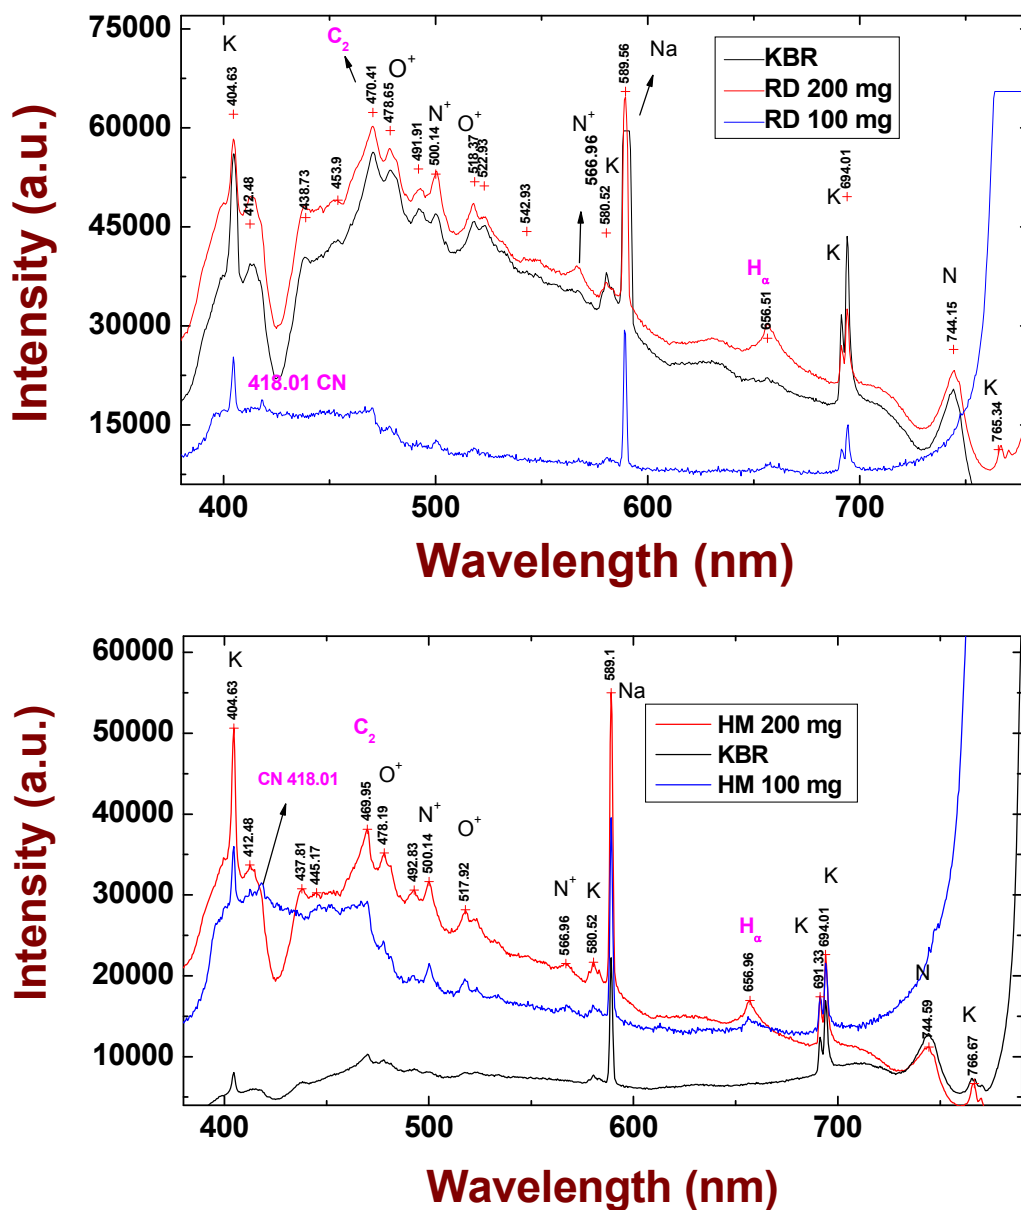 75000
60000
45000
30000
15000
Intensity (a.u.)
K
404.63
412.48
438.73
453.9
C2
470.41
O+
478.65
491.91
N+
500.14
O+
518.37
522.93
542.93
N+
566.96
K
580.52
589.56
Na
KBR
RD 200 mg
RD 100 mg
Hα
656.51
K
K
694.01
N
744.15
K
765.34
418.01 CN
400
500
600
700
Wavelength (nm)
60000
50000
40000
30000
20000
10000
Intensity (a.u.)
K
404.63
412.48
CN 418.01
437.81
445.17
C2
469.95
O+
478.19
492.83
N+
500.14
O+
517.92
N+
566.96
K
580.52
589.1
Na
HM 200 mg
KBR
HM 100 mg
Hα
656.96
K
691.33
K
694.01
N
744.59
K
766.67
400
500
600
700
Wavelength (nm)